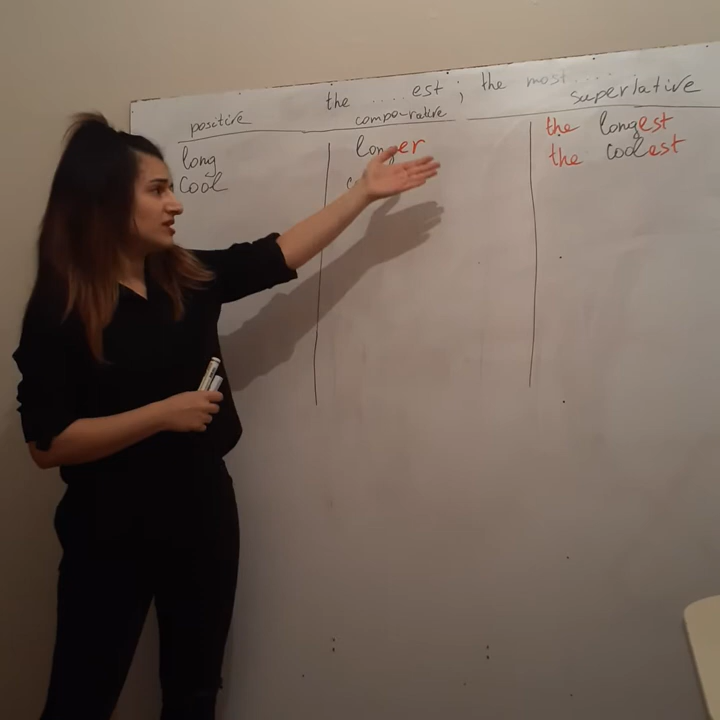 the .... est ; the most ....
positive comparative superlative
long longer the longest
cool the coolest